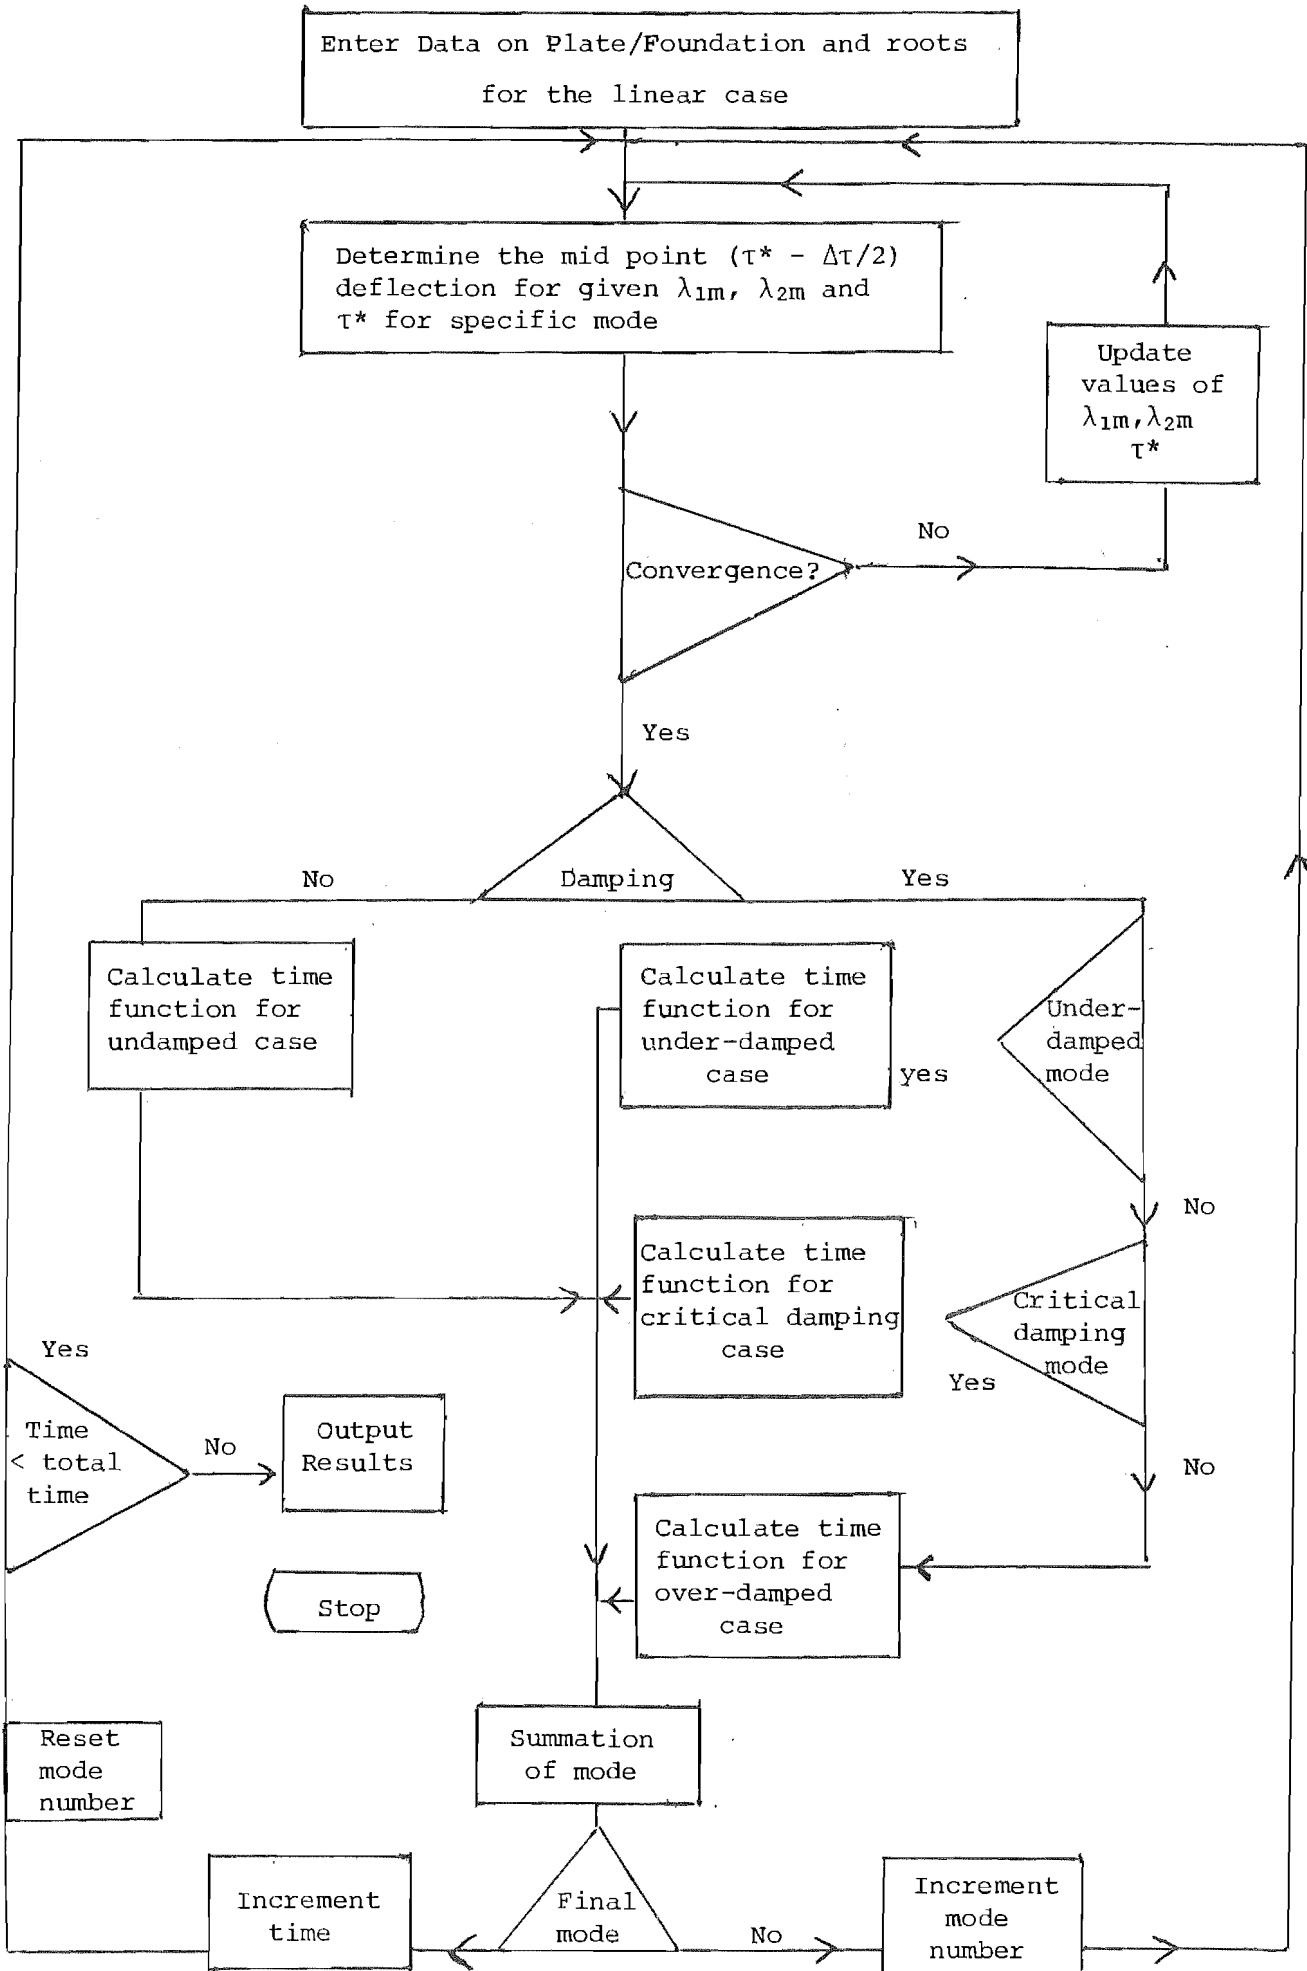 Enter Data on Plate/Foundation and roots
for the linear case
Determine the mid point (τ* - Δτ/2)
deflection for given λ1m, λ2m and
τ* for specific mode
Update
values of
λ1m,λ2m
τ*
No
Convergence?
Yes
No
Damping
Yes
Calculate time
function for
undamped case
Calculate time
function for
under-damped
case
yes
Under-
damped
mode
No
Calculate time
function for
critical damping
case
Critical
damping
mode
Yes
Yes
Time
< total
time
No
Output
Results
No
Calculate time
function for
over-damped
case
Stop
Reset
mode
number
Summation
of mode
Increment
time
Final
mode
No
Increment
mode
number